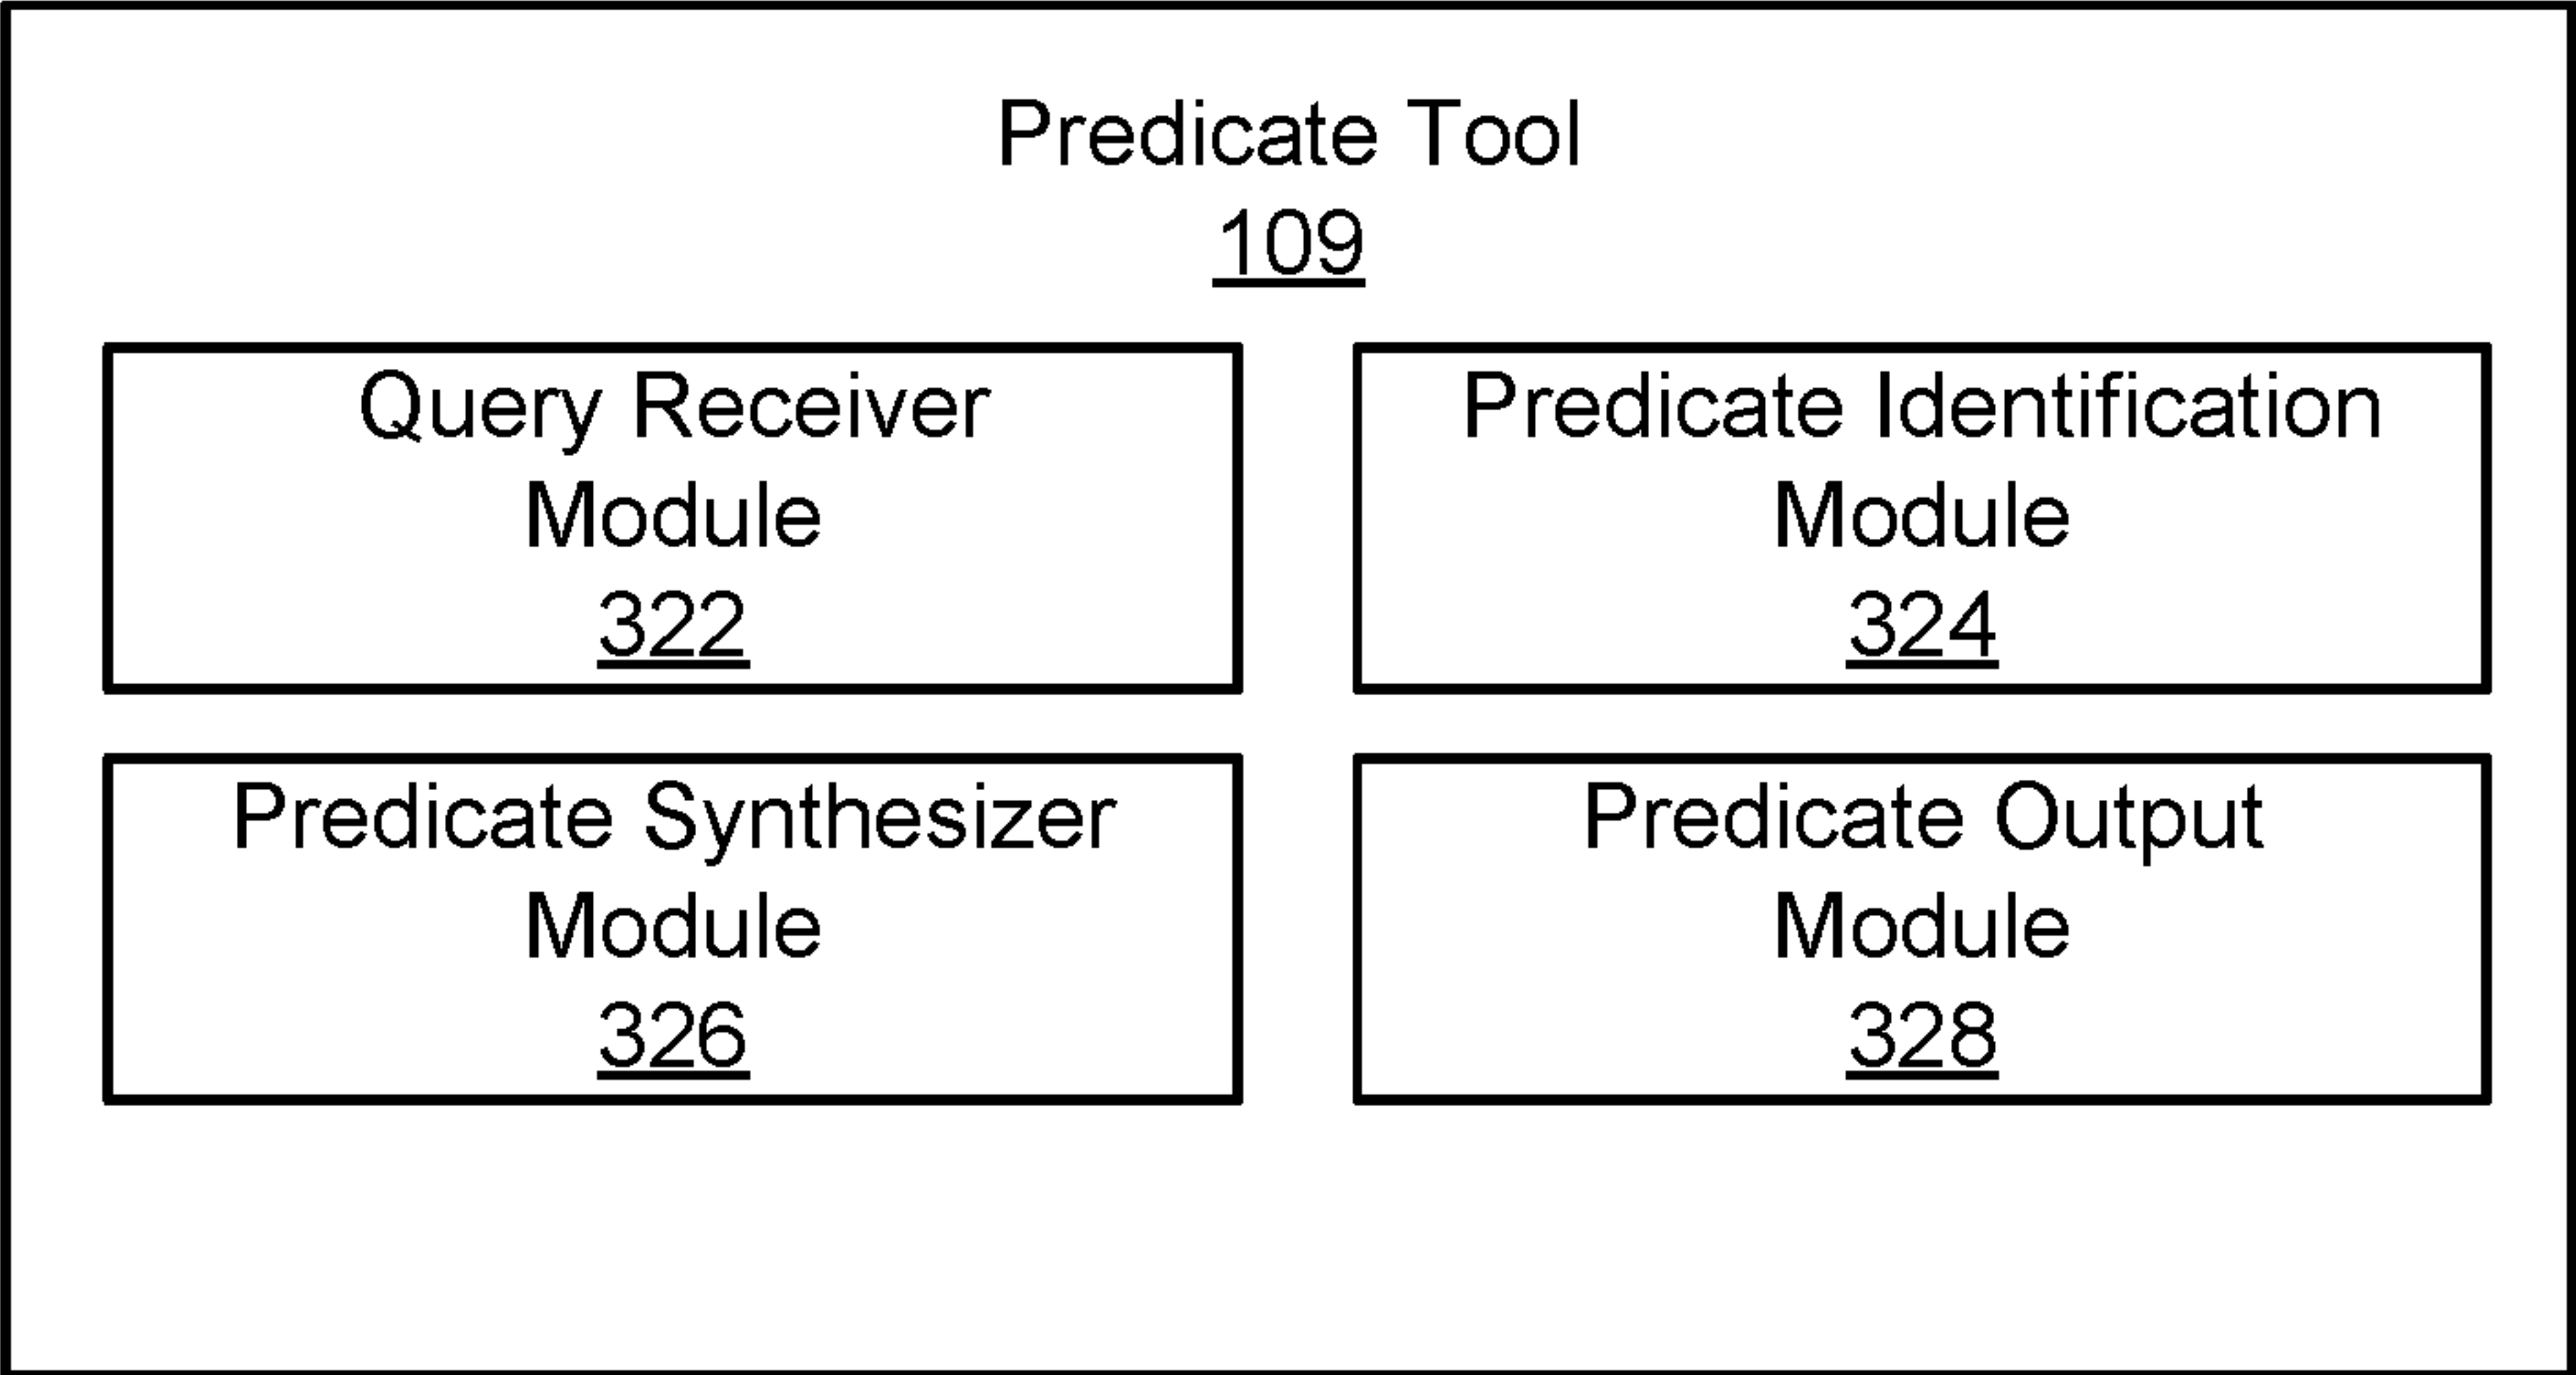 Predicate Tool
109
Query Receiver
Module
322
Predicate Identification
Module
324
Predicate Synthesizer
Module
326
Predicate Output
Module
328